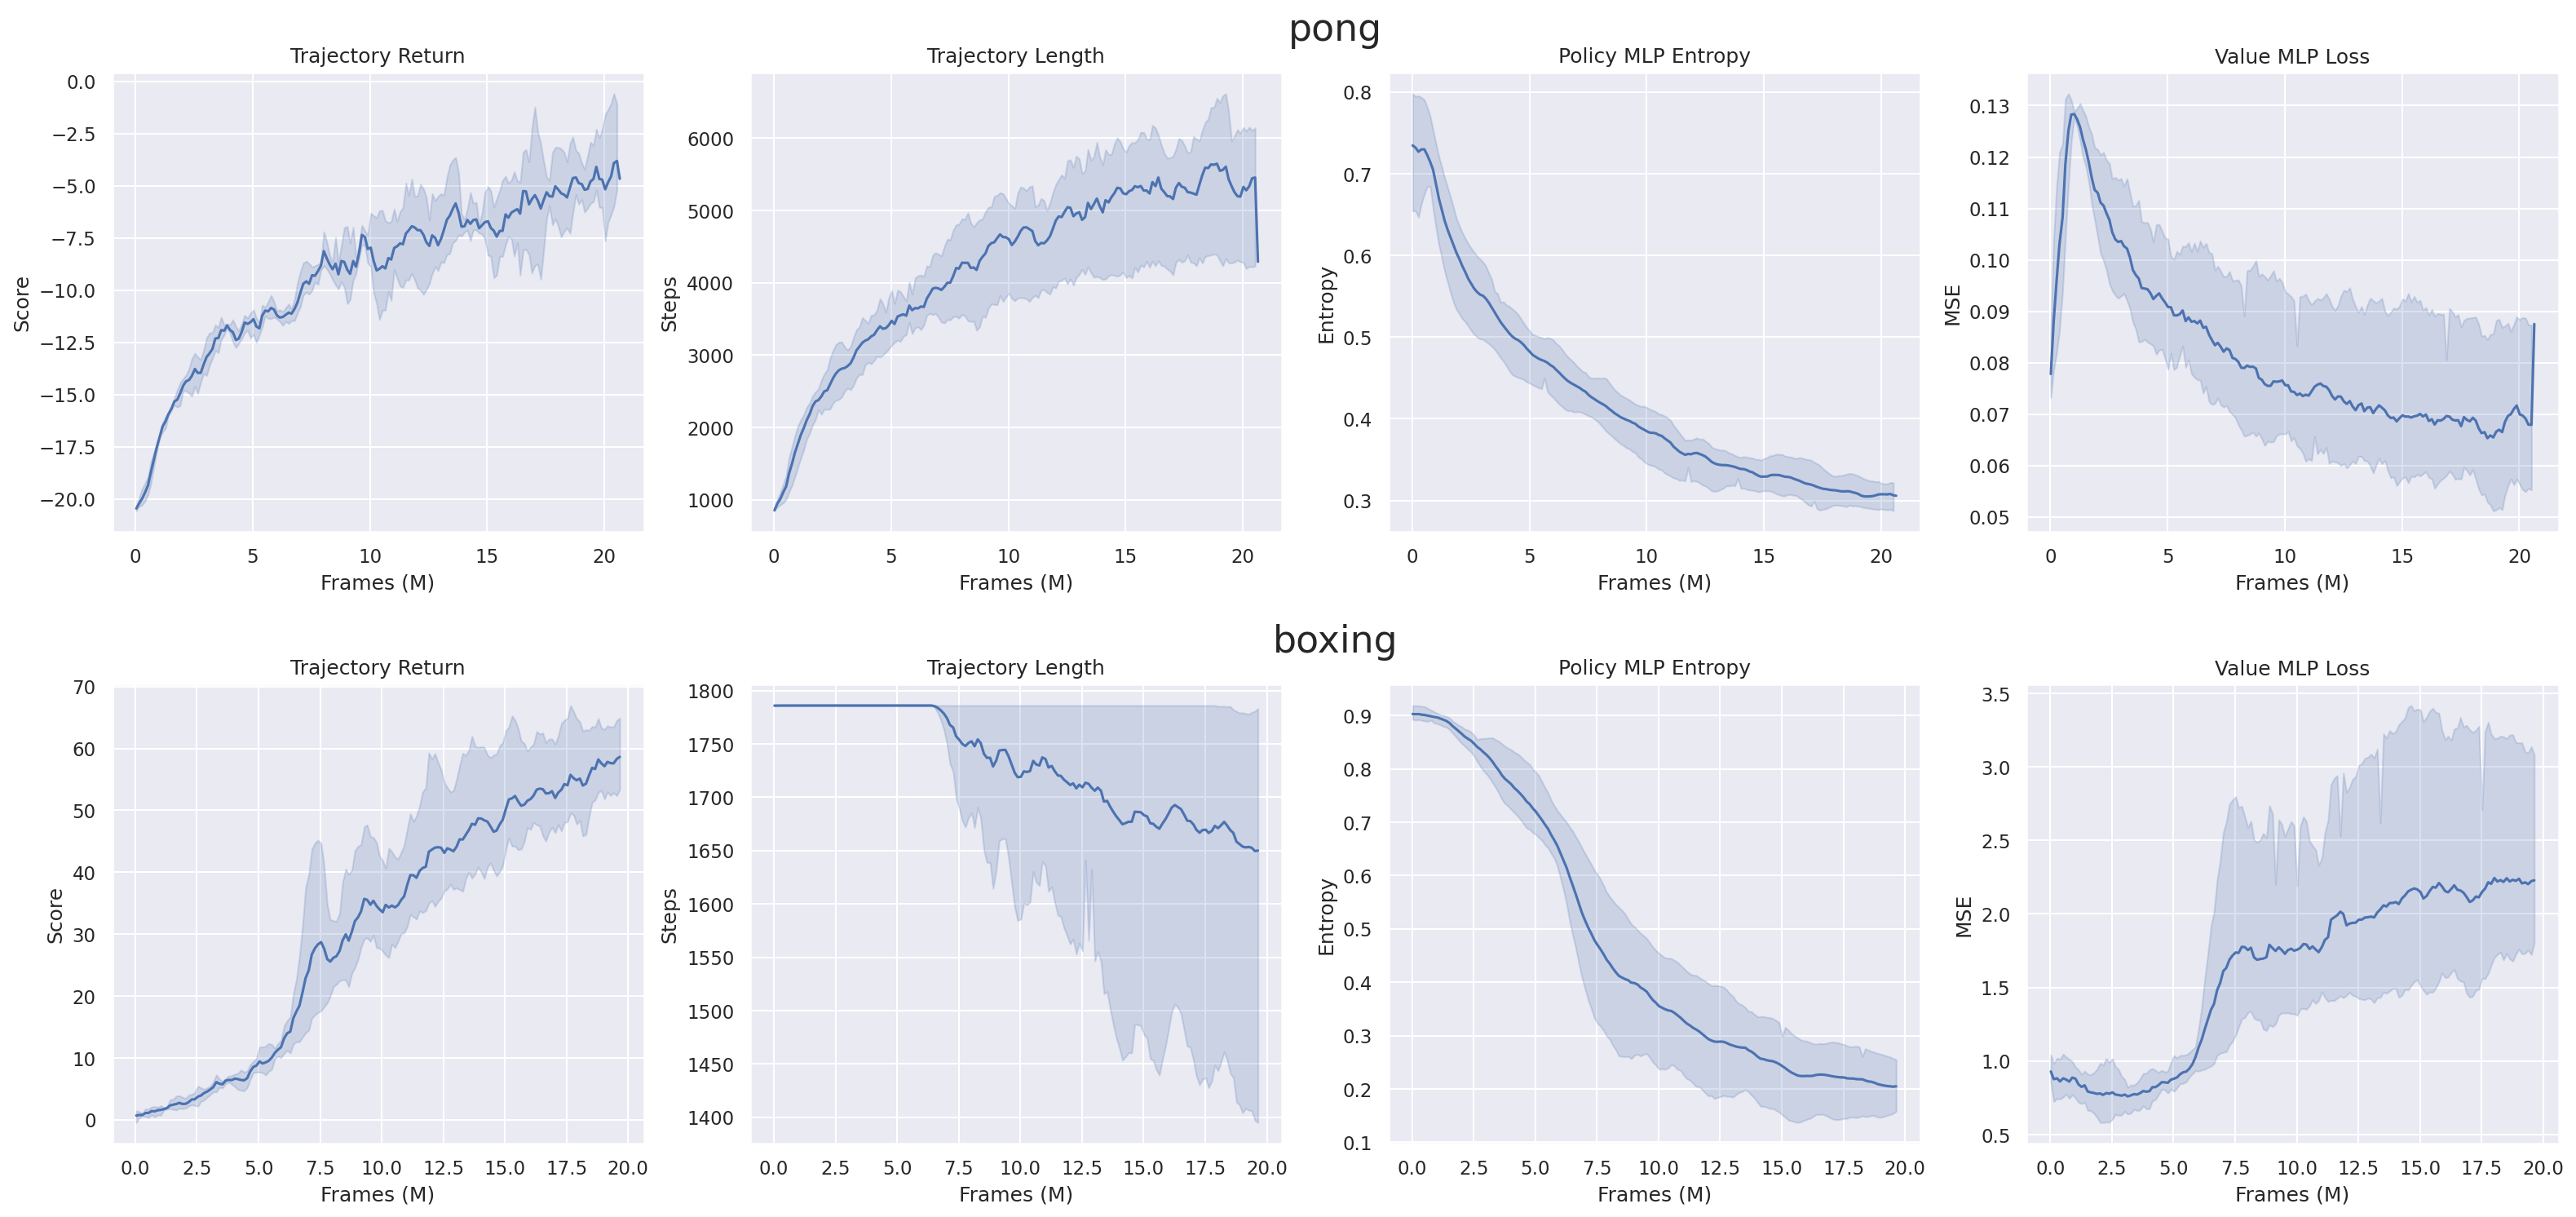 pong
Trajectory Return
Trajectory Length
Policy MLP Entropy
Value MLP Loss
Score
0.0
−2.5
−5.0
−7.5
−10.0
−12.5
−15.0
−17.5
−20.0
0 5 10 15 20
Frames (M)
Steps
6000
5000
4000
3000
2000
1000
0 5 10 15 20
Frames (M)
Entropy
0.8
0.7
0.6
0.5
0.4
0.3
0 5 10 15 20
Frames (M)
MSE
0.13
0.12
0.11
0.10
0.09
0.08
0.07
0.06
0.05
0 5 10 15 20
Frames (M)
boxing
Trajectory Return
Trajectory Length
Policy MLP Entropy
Value MLP Loss
Score
70
60
50
40
30
20
10
0
0.0 2.5 5.0 7.5 10.0 12.5 15.0 17.5 20.0
Frames (M)
Steps
1800
1750
1700
1650
1600
1550
1500
1450
1400
0.0 2.5 5.0 7.5 10.0 12.5 15.0 17.5 20.0
Frames (M)
Entropy
0.9
0.8
0.7
0.6
0.5
0.4
0.3
0.2
0.1
0.0 2.5 5.0 7.5 10.0 12.5 15.0 17.5 20.0
Frames (M)
MSE
3.5
3.0
2.5
2.0
1.5
1.0
0.5
0.0 2.5 5.0 7.5 10.0 12.5 15.0 17.5 20.0
Frames (M)